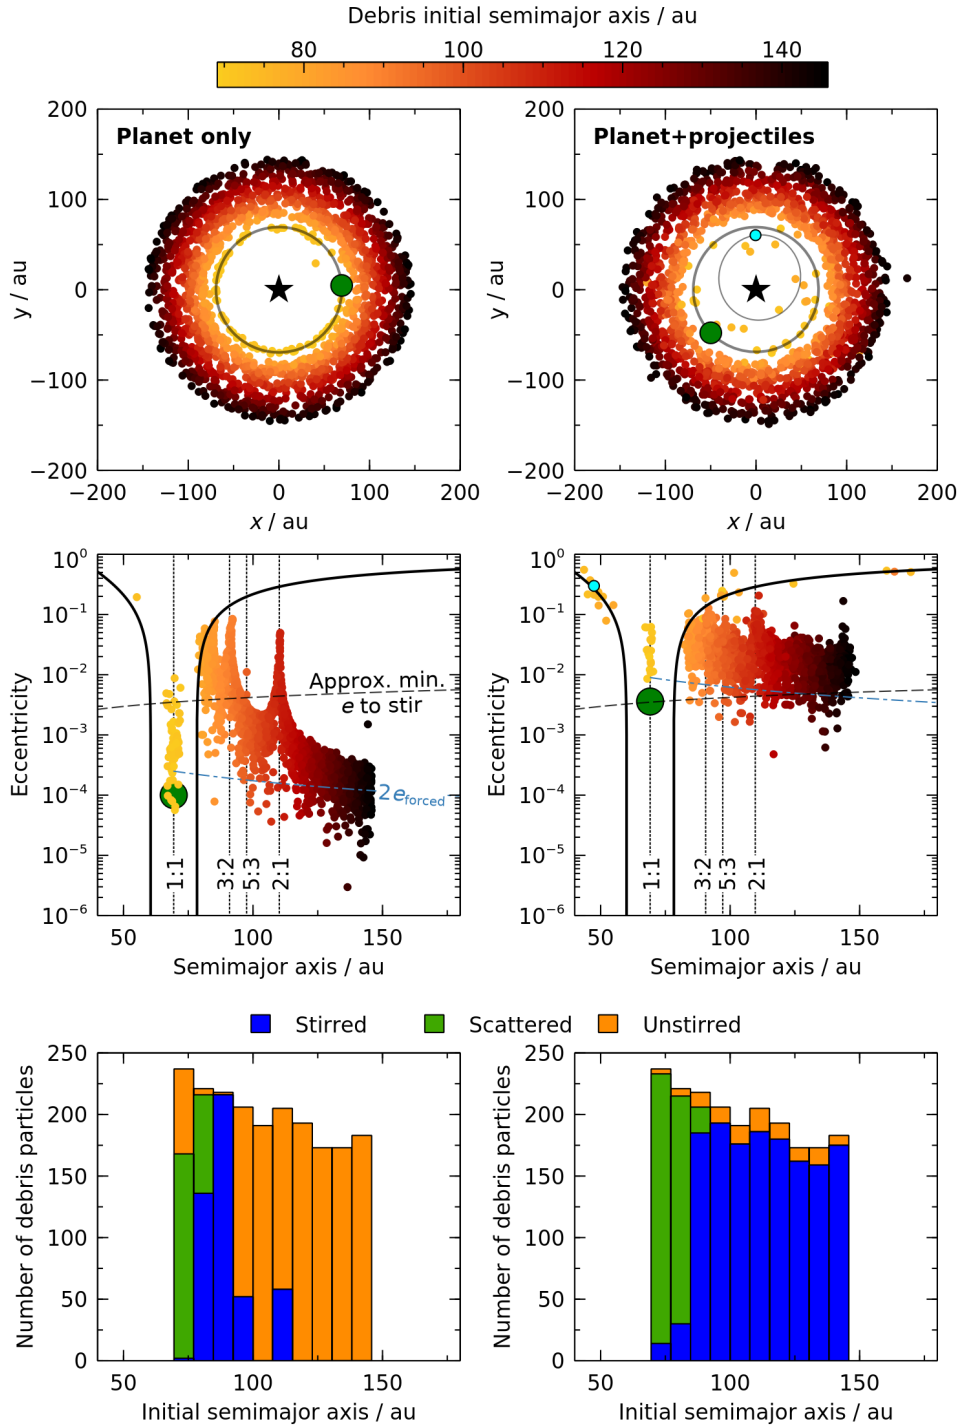 Debris initial semimajor axis / au
80 100 120 140
Planet only
Planet+projectiles
200
100
0
−100
−200
y / au
−200 −100 0 100 200
x / au
200
100
0
−100
−200
y / au
−200 −100 0 100 200
x / au
10⁰
10⁻¹
10⁻²
10⁻³
10⁻⁴
10⁻⁵
10⁻⁶
Eccentricity
Approx. min.
e to stir
2e_forced
1:1
3:2
5:3
2:1
50 100 150
Semimajor axis / au
10⁰
10⁻¹
10⁻²
10⁻³
10⁻⁴
10⁻⁵
10⁻⁶
Eccentricity
1:1
3:2
5:3
2:1
50 100 150
Semimajor axis / au
Stirred Scattered Unstirred
250
200
150
100
50
0
Number of debris particles
50 100 150
Initial semimajor axis / au
250
200
150
100
50
0
Number of debris particles
50 100 150
Initial semimajor axis / au